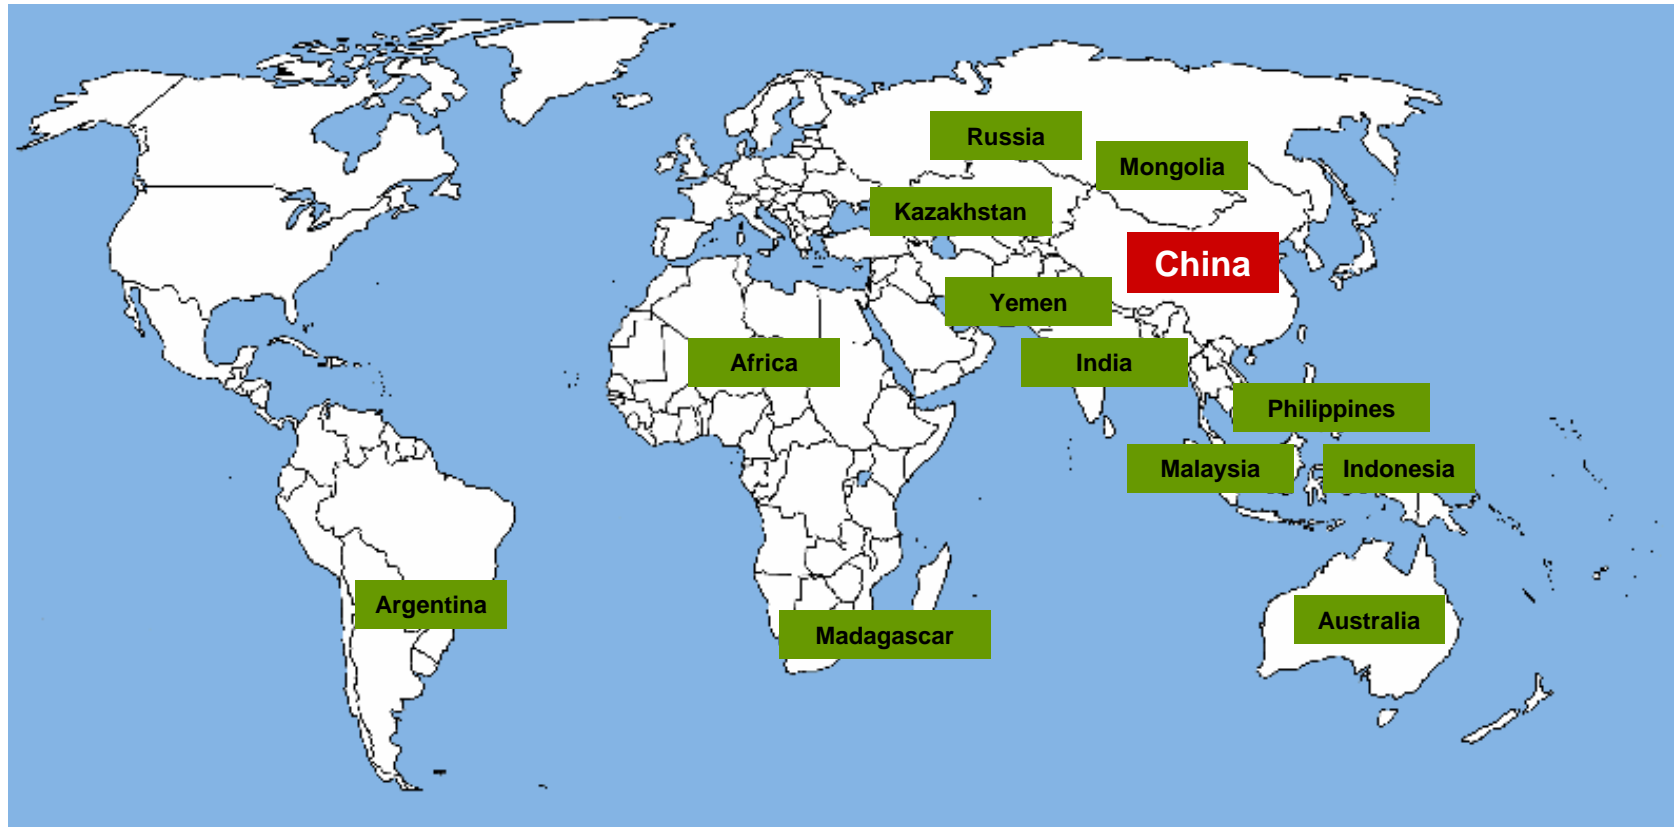 Russia
Mongolia
Kazakhstan
China
Yemen
Africa
India
Philippines
Malaysia
Indonesia
Argentina
Australia
Madagascar